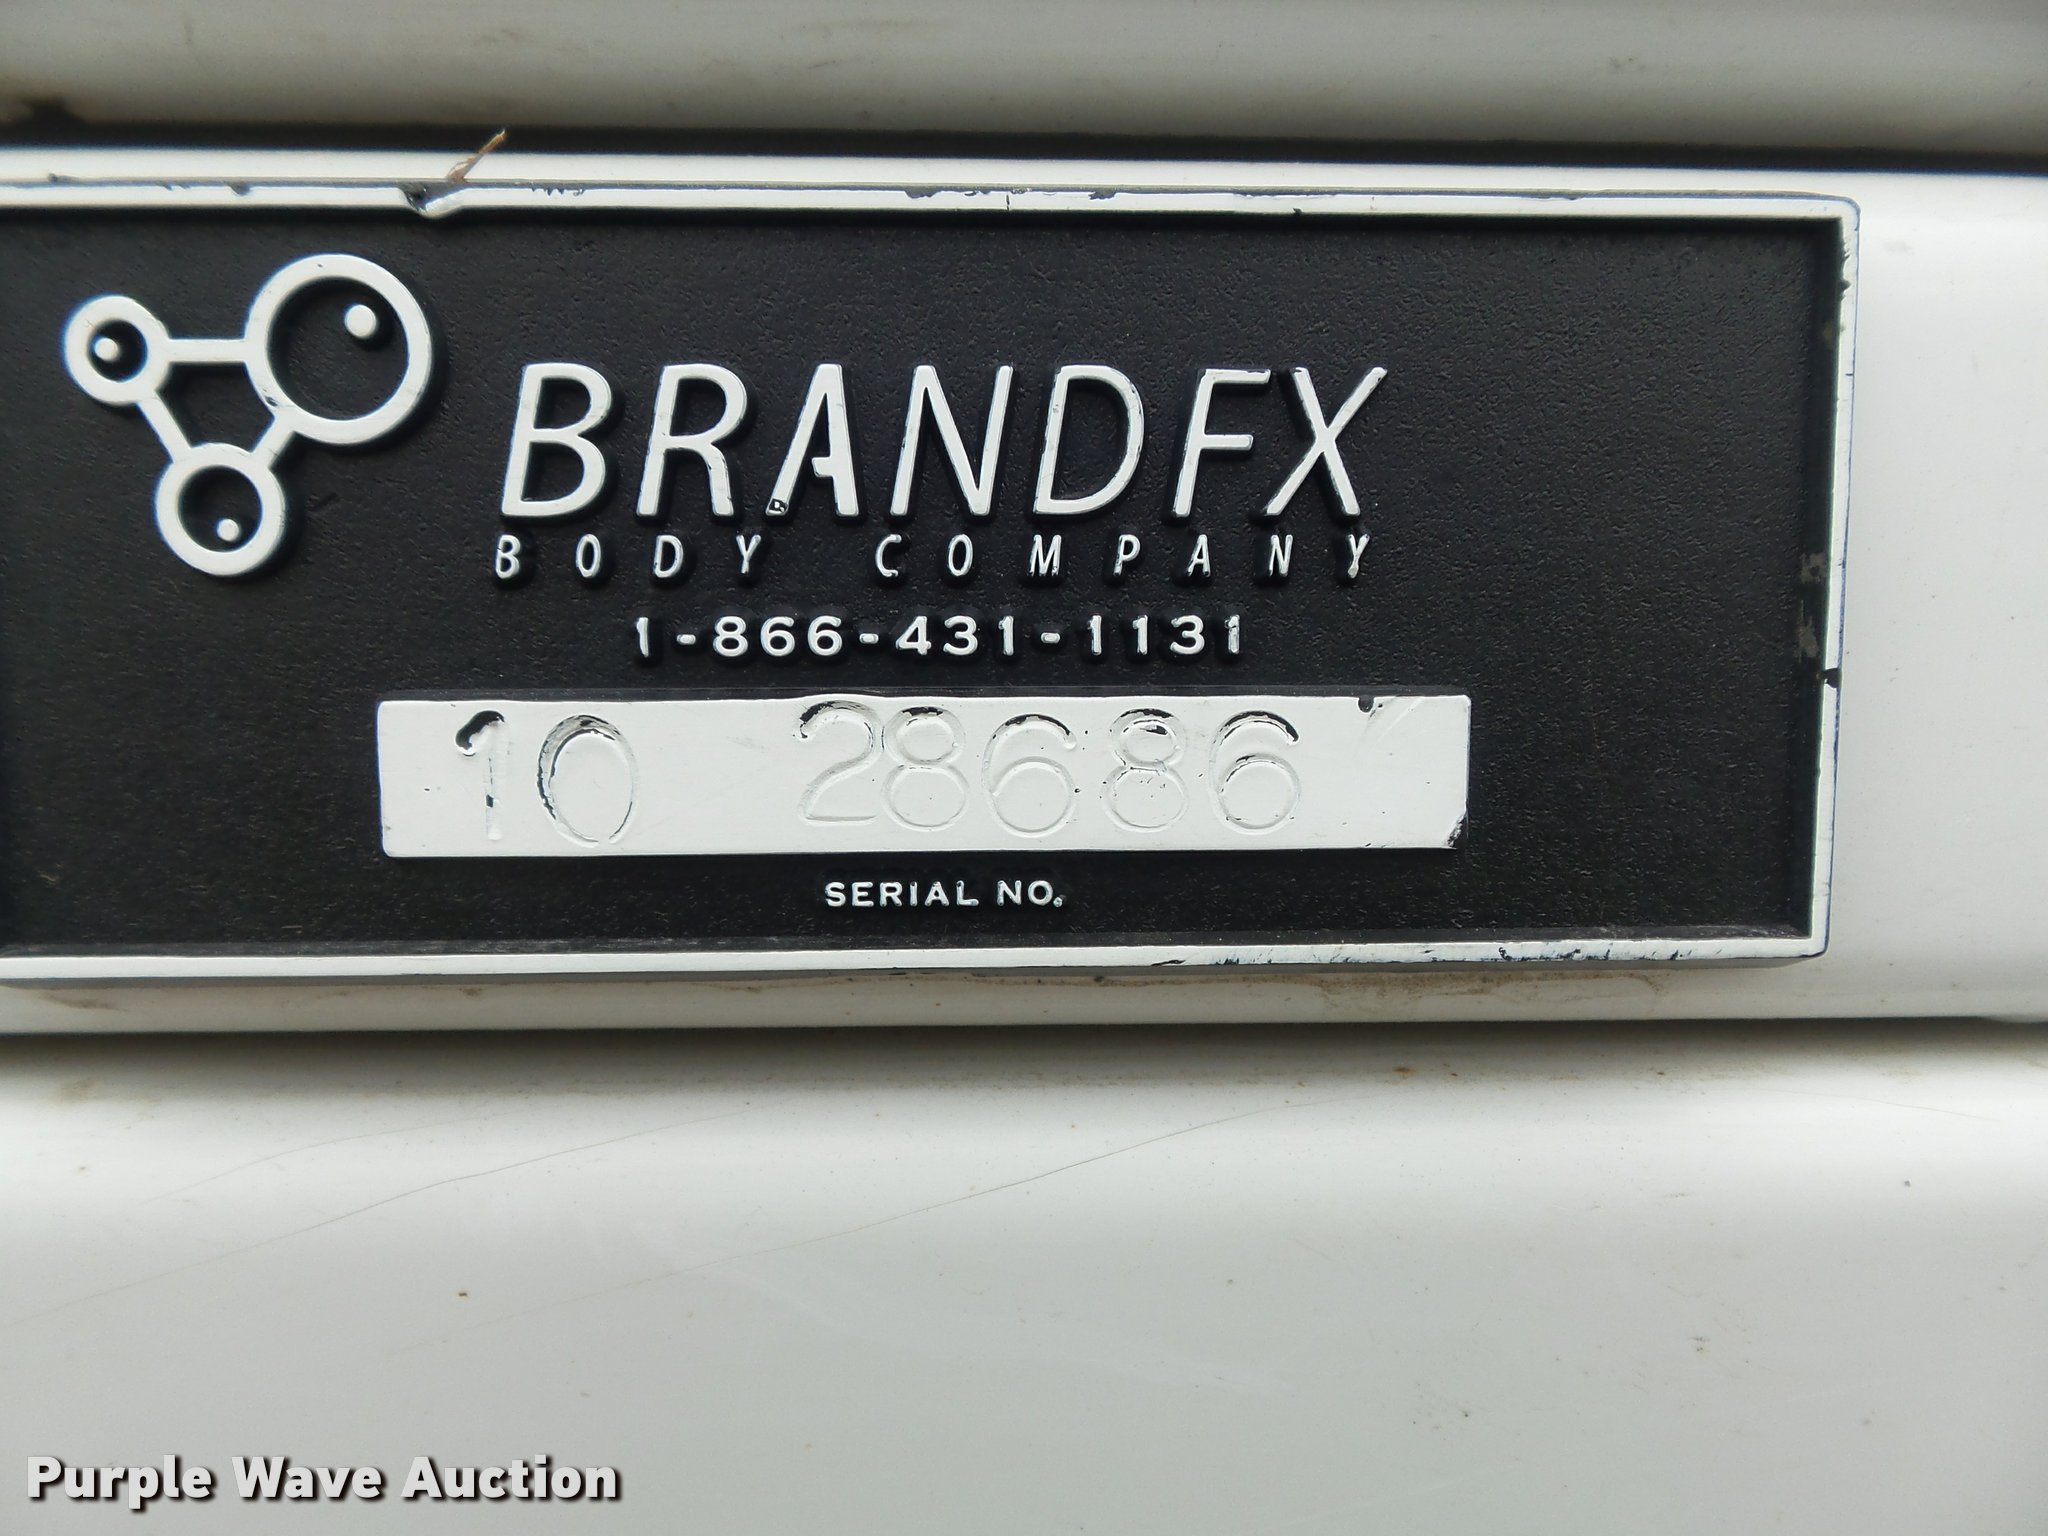 BRANDFX
BODY COMPANY
1-866-431-1131
10 28686
SERIAL NO.
Purple Wave Auction